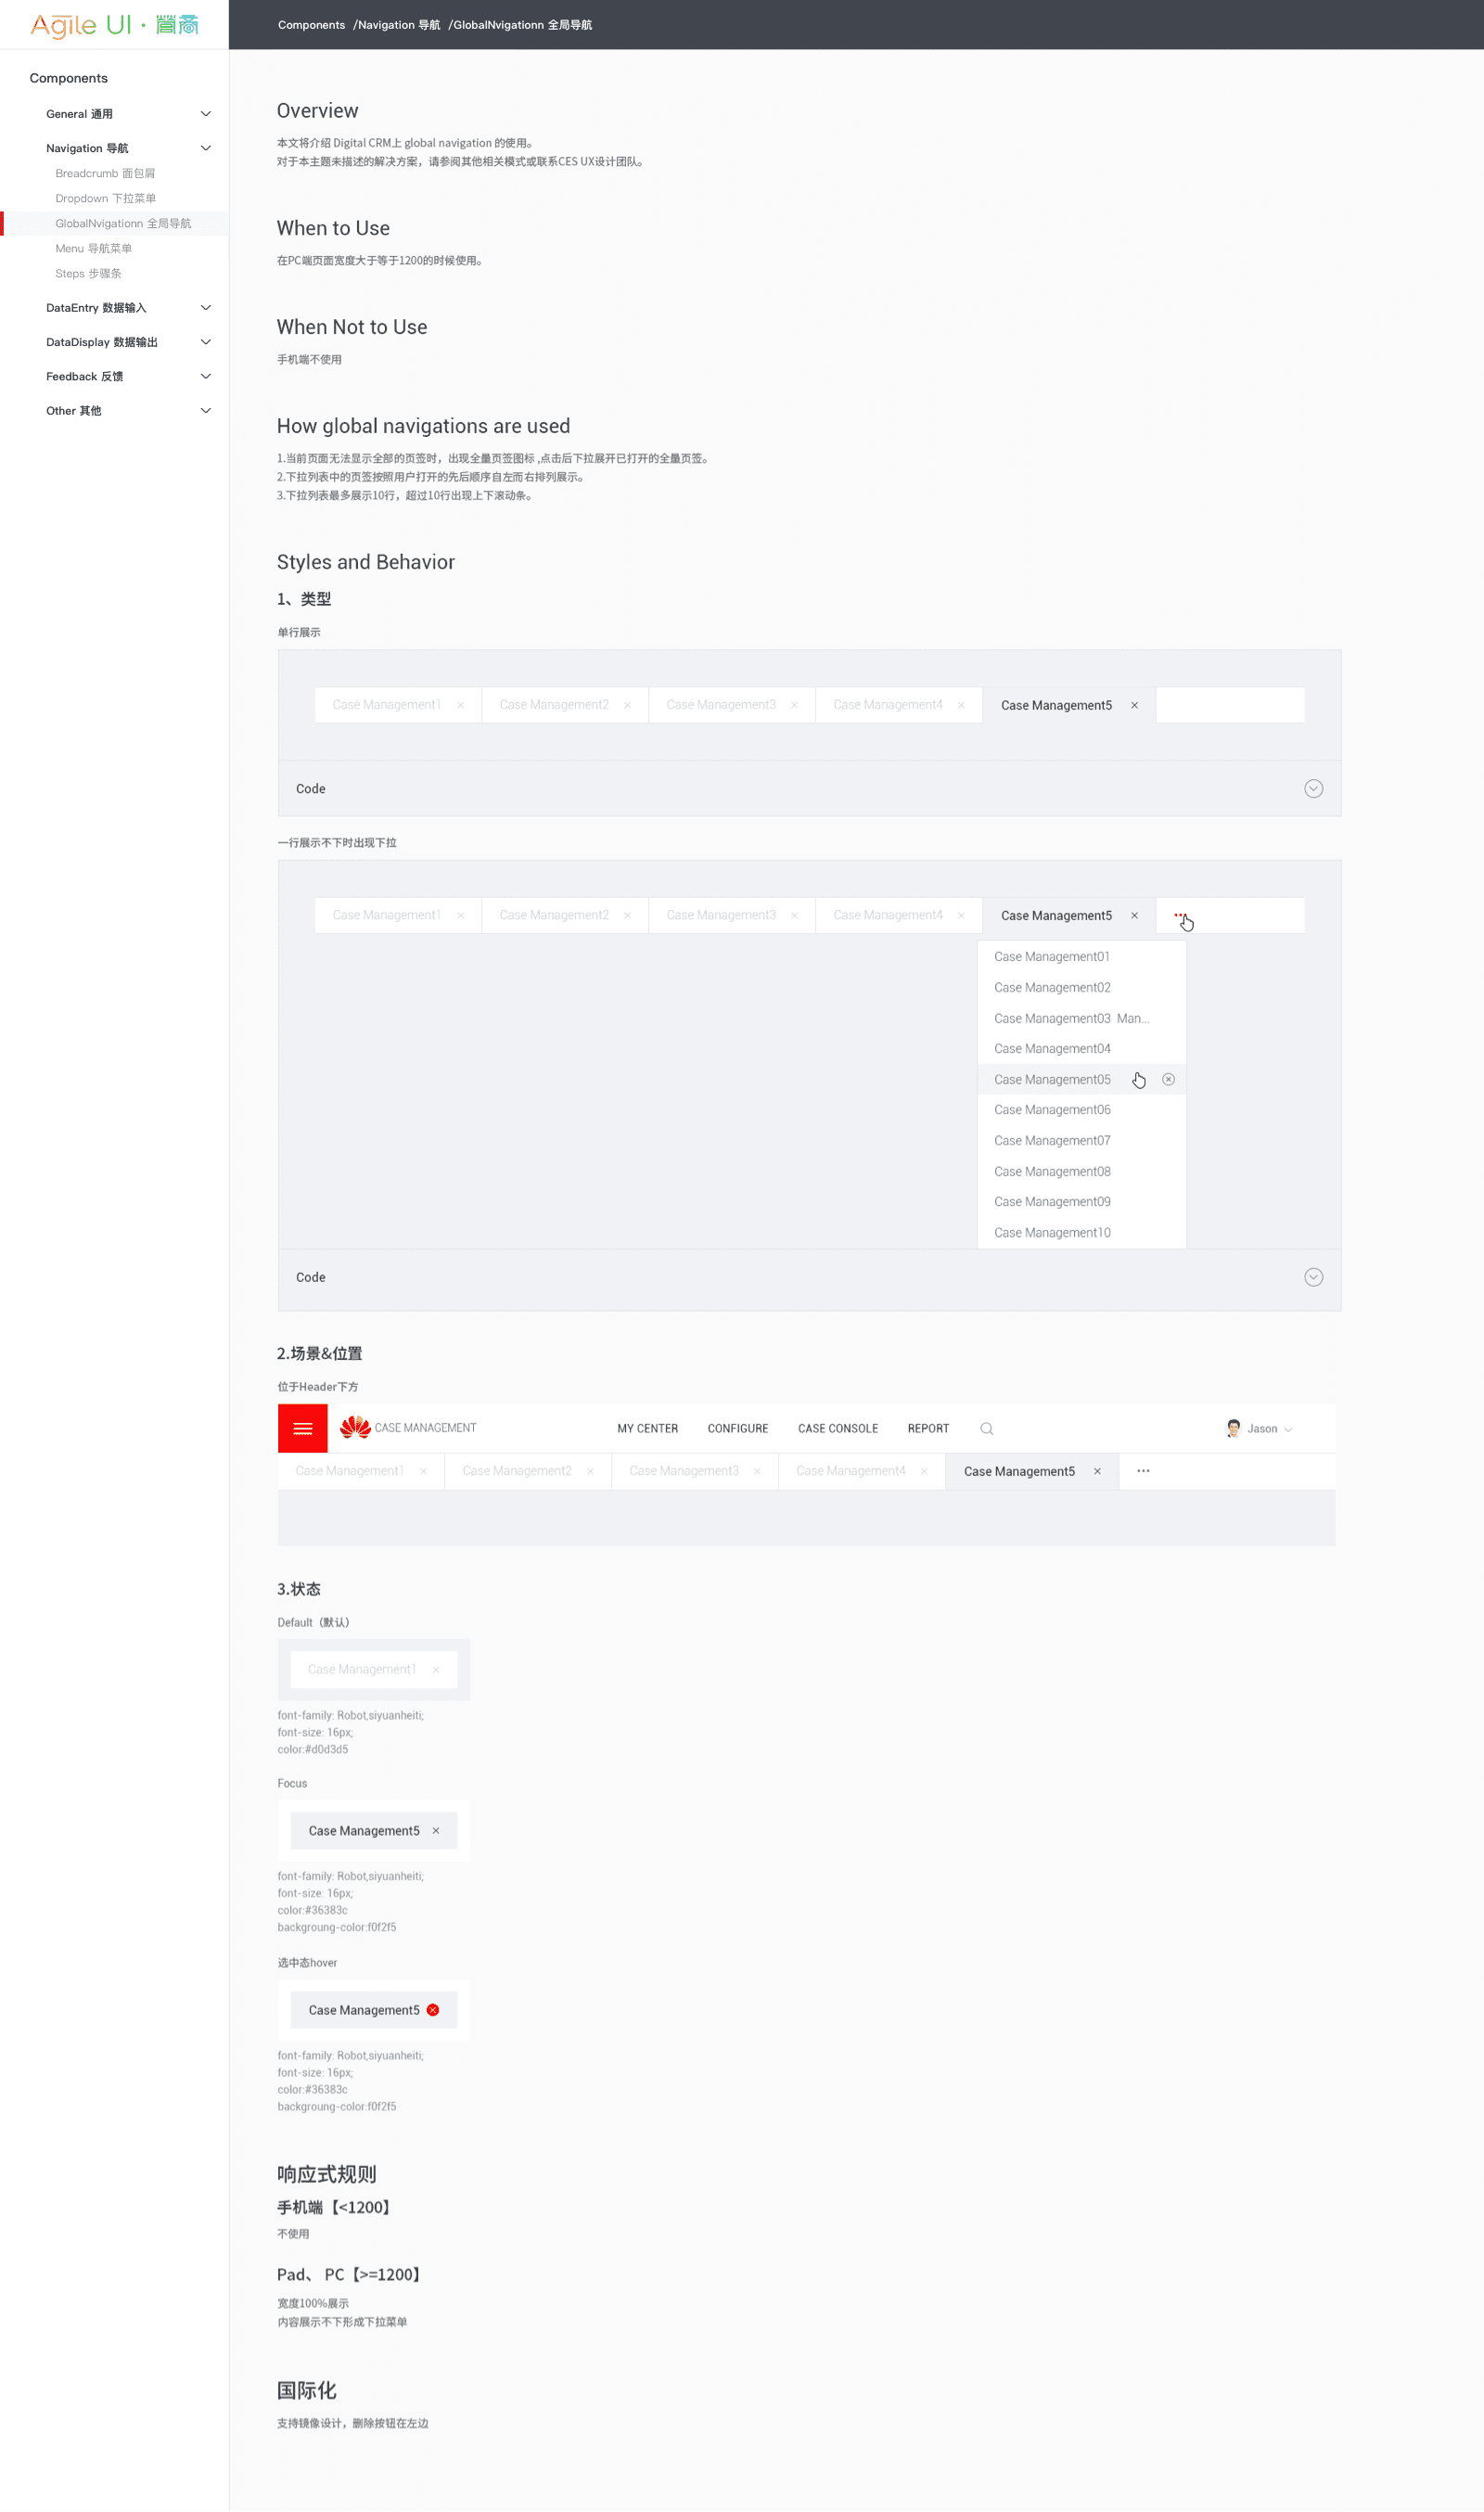 Agile UI · 营商
Components /Navigation 导航 /GlobalNvigationn 全局导航
Components
General 通用
Navigation 导航
Breadcrumb 面包屑
Dropdown 下拉菜单
GlobalNvigationn 全局导航
Menu 导航菜单
Steps 步骤条
DataEntry 数据输入
DataDisplay 数据输出
Feedback 反馈
Other 其他
Overview
本文将介绍 Digital CRM上 global navigation 的使用。
对于本主题未描述的解决方案，请参阅其他相关模式或联系CES UX设计团队。
When to Use
在PC端页面宽度大于等于1200的时候使用。
When Not to Use
手机端不使用
How global navigations are used
1.当前页面无法显示全部的页签时，出现全量页签图标 ,点击后下拉展开已打开的全量页签。
2.下拉列表中的页签按照用户打开的先后顺序自左而右排列展示。
3.下拉列表最多展示10行，超过10行出现上下滚动条。
Styles and Behavior
1、类型
单行展示
Case Management1 × Case Management2 × Case Management3 × Case Management4 × Case Management5 ×
Code
一行展示不下时出现下拉
Case Management1 × Case Management2 × Case Management3 × Case Management4 × Case Management5 × ...
Case Management01
Case Management02
Case Management03 Man...
Case Management04
Case Management05
Case Management06
Case Management07
Case Management08
Case Management09
Case Management10
Code
2.场景&位置
位于Header下方
CASE MANAGEMENT MY CENTER CONFIGURE CASE CONSOLE REPORT Jason
Case Management1 × Case Management2 × Case Management3 × Case Management4 × Case Management5 × ...
3.状态
Default（默认）
Case Management1 ×
font-family: Robot,siyuanheiti;
font-size: 16px;
color:#d0d3d5
Focus
Case Management5 ×
font-family: Robot,siyuanheiti;
font-size: 16px;
color:#36383c
backgroung-color:f0f2f5
选中态hover
Case Management5
font-family: Robot,siyuanheiti;
font-size: 16px;
color:#36383c
backgroung-color:f0f2f5
响应式规则
手机端【<1200】
不使用
Pad、 PC【>=1200】
宽度100%展示
内容展示不下形成下拉菜单
国际化
支持镜像设计，删除按钮在左边